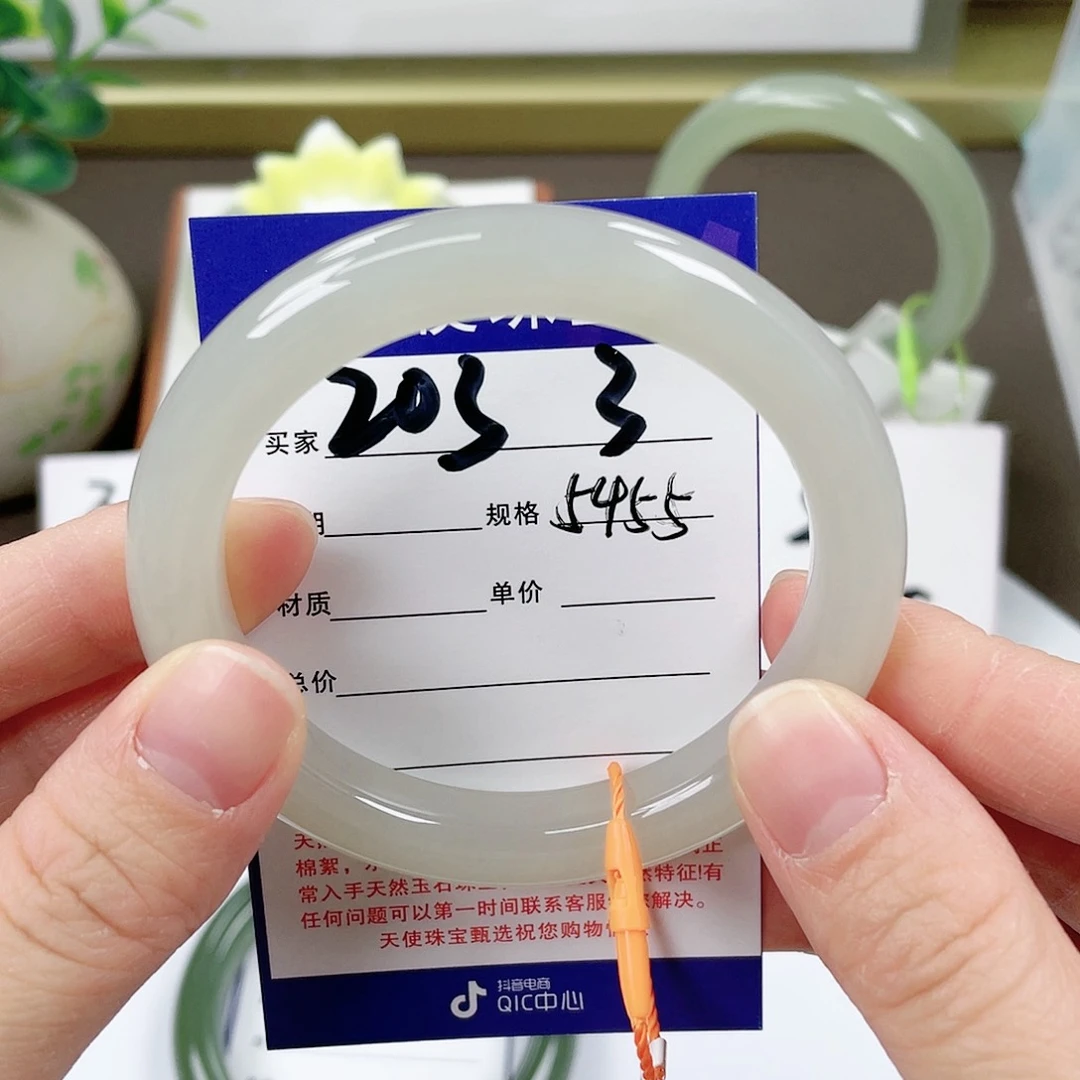 203 3
买家
规格 5455
材质 单价
总价
棉絮，
常入手天然玉石 特征!有
任何问题可以第一时间联系客服 解决。
天使珠宝甄选祝您购物
抖音电商
QIC中心